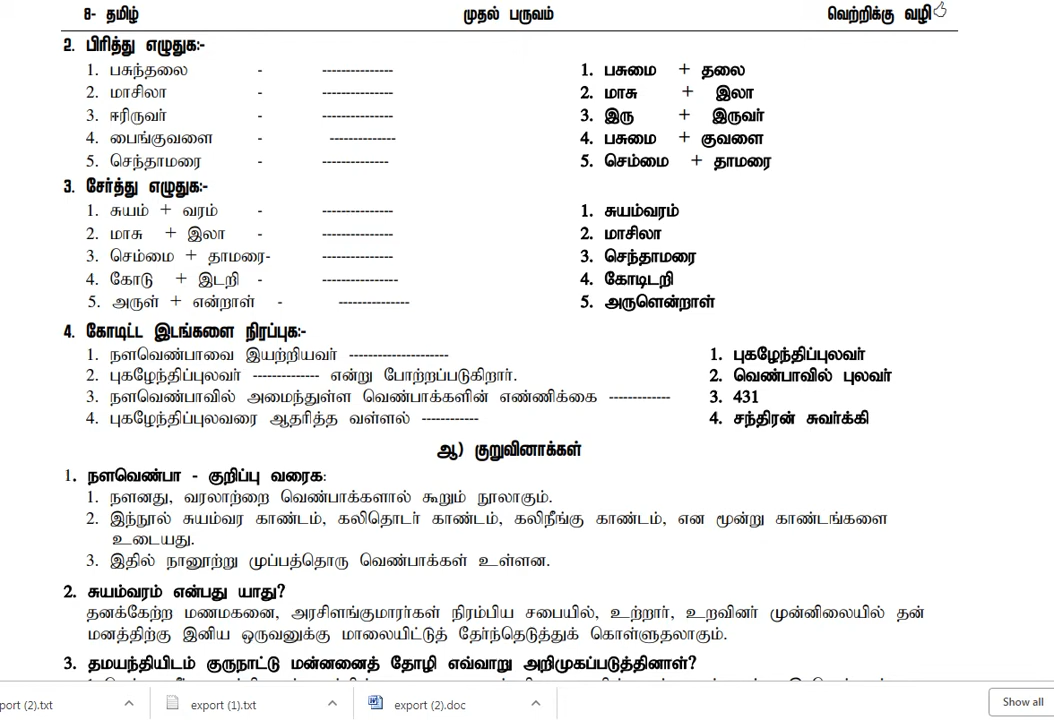 8- தமிழ் முதல் பருவம் வெற்றிக்கு வழி
2. பிரித்து எழுதுக:-
1. பசுந்தலை - --------------- 1. பசுமை + தலை
2. மாசிலா - --------------- 2. மாசு + இலா
3. ஈரிருவர் - --------------- 3. இரு + இருவர்
4. பைங்குவளை - -------------- 4. பசுமை + குவளை
5. செந்தாமரை - -------------- 5. செம்மை + தாமரை
3. சேர்த்து எழுதுக:-
1. சுயம் + வரம் - --------------- 1. சுயம்வரம்
2. மாசு + இலா - --------------- 2. மாசிலா
3. செம்மை + தாமரை- --------------- 3. செந்தாமரை
4. கோடு + இடறி - ---------------- 4. கோடிடறி
5. அருள் + என்றாள் - --------------- 5. அருளென்றாள்
4. கோடிட்ட இடங்களை நிரப்புக:-
1. நளவெண்பாவை இயற்றியவர் --------------------- 1. புகழேந்திப்புலவர்
2. புகழேந்திப்புலவர் -------------- என்று போற்றப்படுகிறார். 2. வெண்பாவில் புலவர்
3. நளவெண்பாவில் அமைந்துள்ள வெண்பாக்களின் எண்ணிக்கை ------------- 3. 431
4. புகழேந்திப்புலவரை ஆதரித்த வள்ளல் ------------ 4. சந்திரன் சுவர்க்கி
ஆ) குறுவினாக்கள்
1. நளவெண்பா - குறிப்பு வரைக:
1. நளனது, வரலாற்றை வெண்பாக்களால் கூறும் நூலாகும்.
2. இந்நூல் சுயம்வர காண்டம், கலிதொடர் காண்டம், கலிநீங்கு காண்டம், என மூன்று காண்டங்களை
உடையது.
3. இதில் நானூற்று முப்பத்தொரு வெண்பாக்கள் உள்ளன.
2. சுயம்வரம் என்பது யாது?
தனக்கேற்ற மணமகனை, அரசிளங்குமாரர்கள் நிரம்பிய சபையில், உற்றார், உறவினர் முன்னிலையில் தன்
மனத்திற்கு இனிய ஒருவனுக்கு மாலையிட்டுத் தேர்ந்தெடுத்துக் கொள்ளுதலாகும்.
3. தமயந்தியிடம் குருநாட்டு மன்னனைத் தோழி எவ்வாறு அறிமுகப்படுத்தினாள்?
port (2).txt export (1).txt export (2).doc Show all